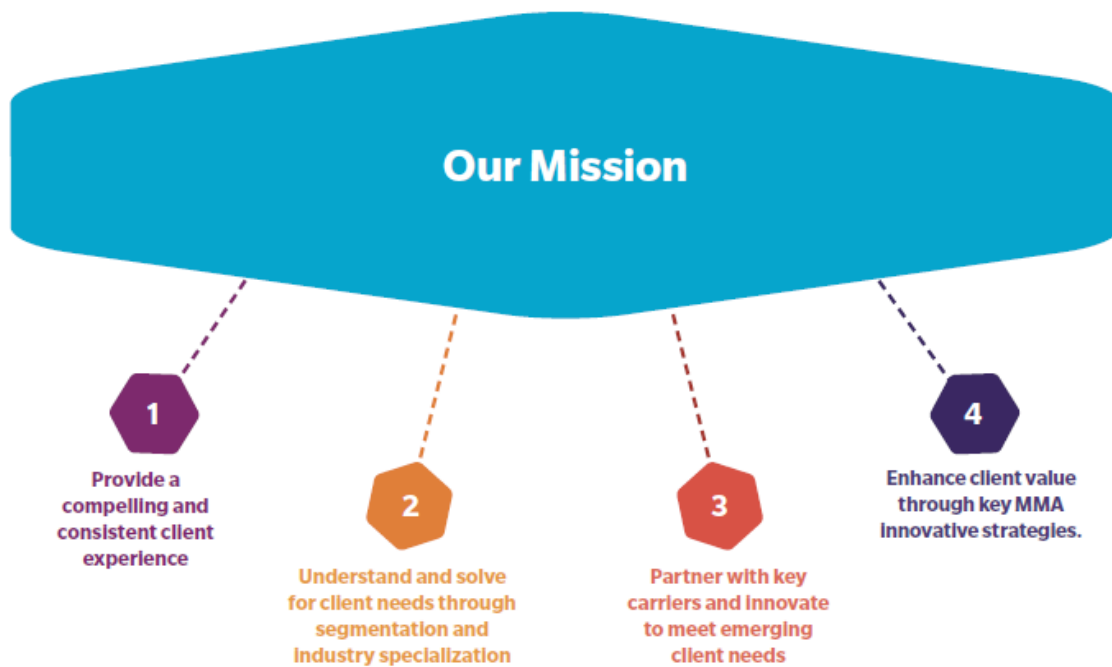 Our Mission
1
Provide a
compelling and
consistent client
experience
2
Understand and solve
for client needs through
segmentation and
industry specialization
3
Partner with key
carriers and innovate
to meet emerging
client needs
4
Enhance client value
through key MMA
innovative strategies.